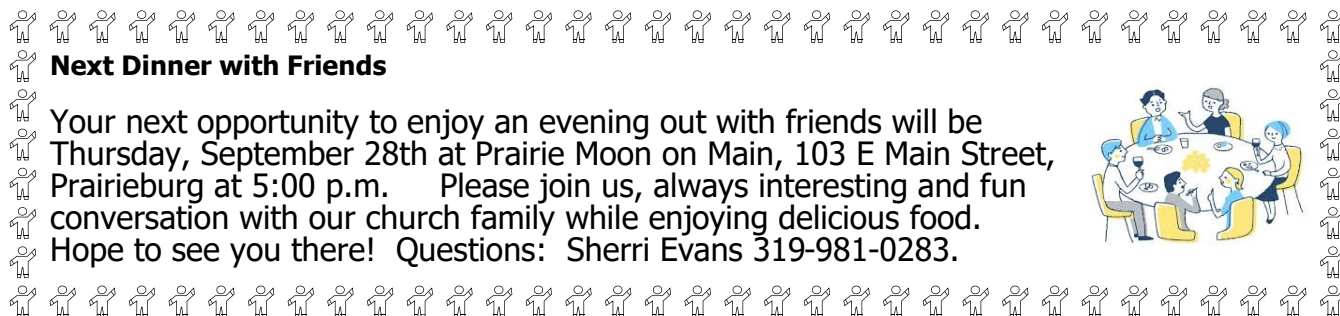 Next Dinner with Friends
Your next opportunity to enjoy an evening out with friends will be
Thursday, September 28th at Prairie Moon on Main, 103 E Main Street,
Prairieburg at 5:00 p.m.     Please join us, always interesting and fun
conversation with our church family while enjoying delicious food.
Hope to see you there!  Questions:  Sherri Evans 319-981-0283.